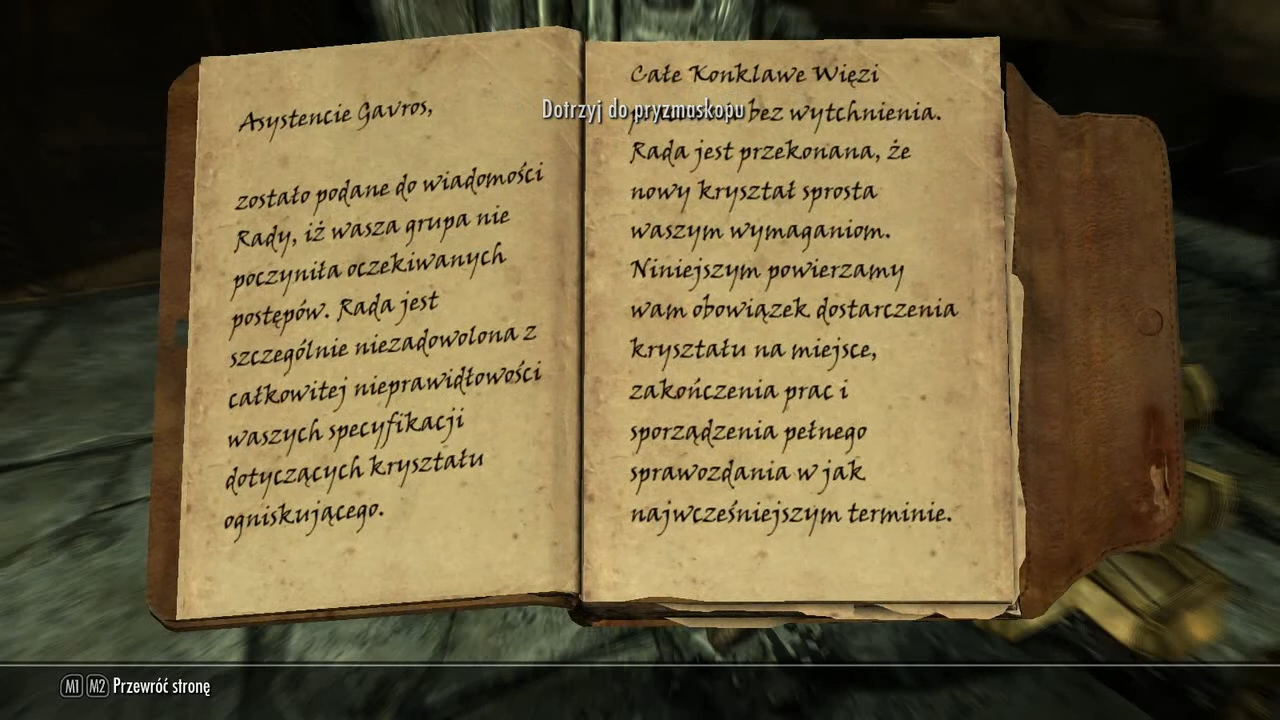 Asystencie Gavros,
zostało podane do wiadomości
Rady, iż wasza grupa nie
poczyniła oczekiwanych
postępów. Rada jest
szczególnie niezadowolona z
całkowitej nieprawidłowości
waszych specyfikacji
dotyczących kryształu
ogniskującego.
Całe Konklawe Więzi
bez wytchnienia.
Rada jest przekonana, że
nowy kryształ sprosta
waszym wymaganiom.
Niniejszym powierzamy
wam obowiązek dostarczenia
kryształu na miejsce,
zakończenia prac i
sporządzenia pełnego
sprawozdania w jak
najwcześniejszym terminie.
Dotrzyj do pryzmoskopu
M1 M2 Przewróć stronę